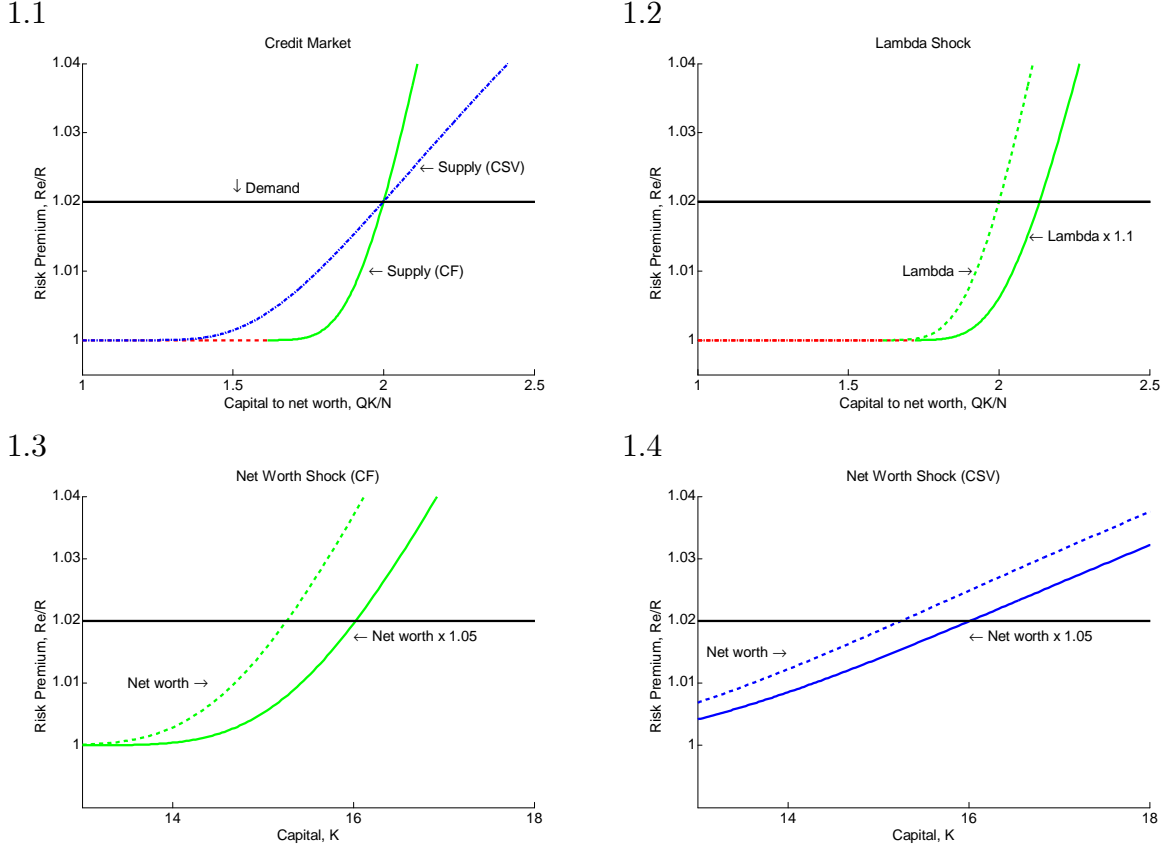 1.1
Credit Market
1.04
1.03
1.02
1.01
1
Risk Premium, Re/R
← Supply (CSV)
↓ Demand
← Supply (CF)
1
1.5
2
2.5
Capital to net worth, QK/N
1.2
Lambda Shock
1.04
1.03
1.02
1.01
1
Risk Premium, Re/R
← Lambda x 1.1
Lambda →
1
1.5
2
2.5
Capital to net worth, QK/N
1.3
Net Worth Shock (CF)
1.04
1.03
1.02
1.01
1
Risk Premium, Re/R
← Net worth x 1.05
Net worth →
14
16
18
Capital, K
1.4
Net Worth Shock (CSV)
1.04
1.03
1.02
1.01
1
Risk Premium, Re/R
Net worth →
← Net worth x 1.05
14
16
18
Capital, K